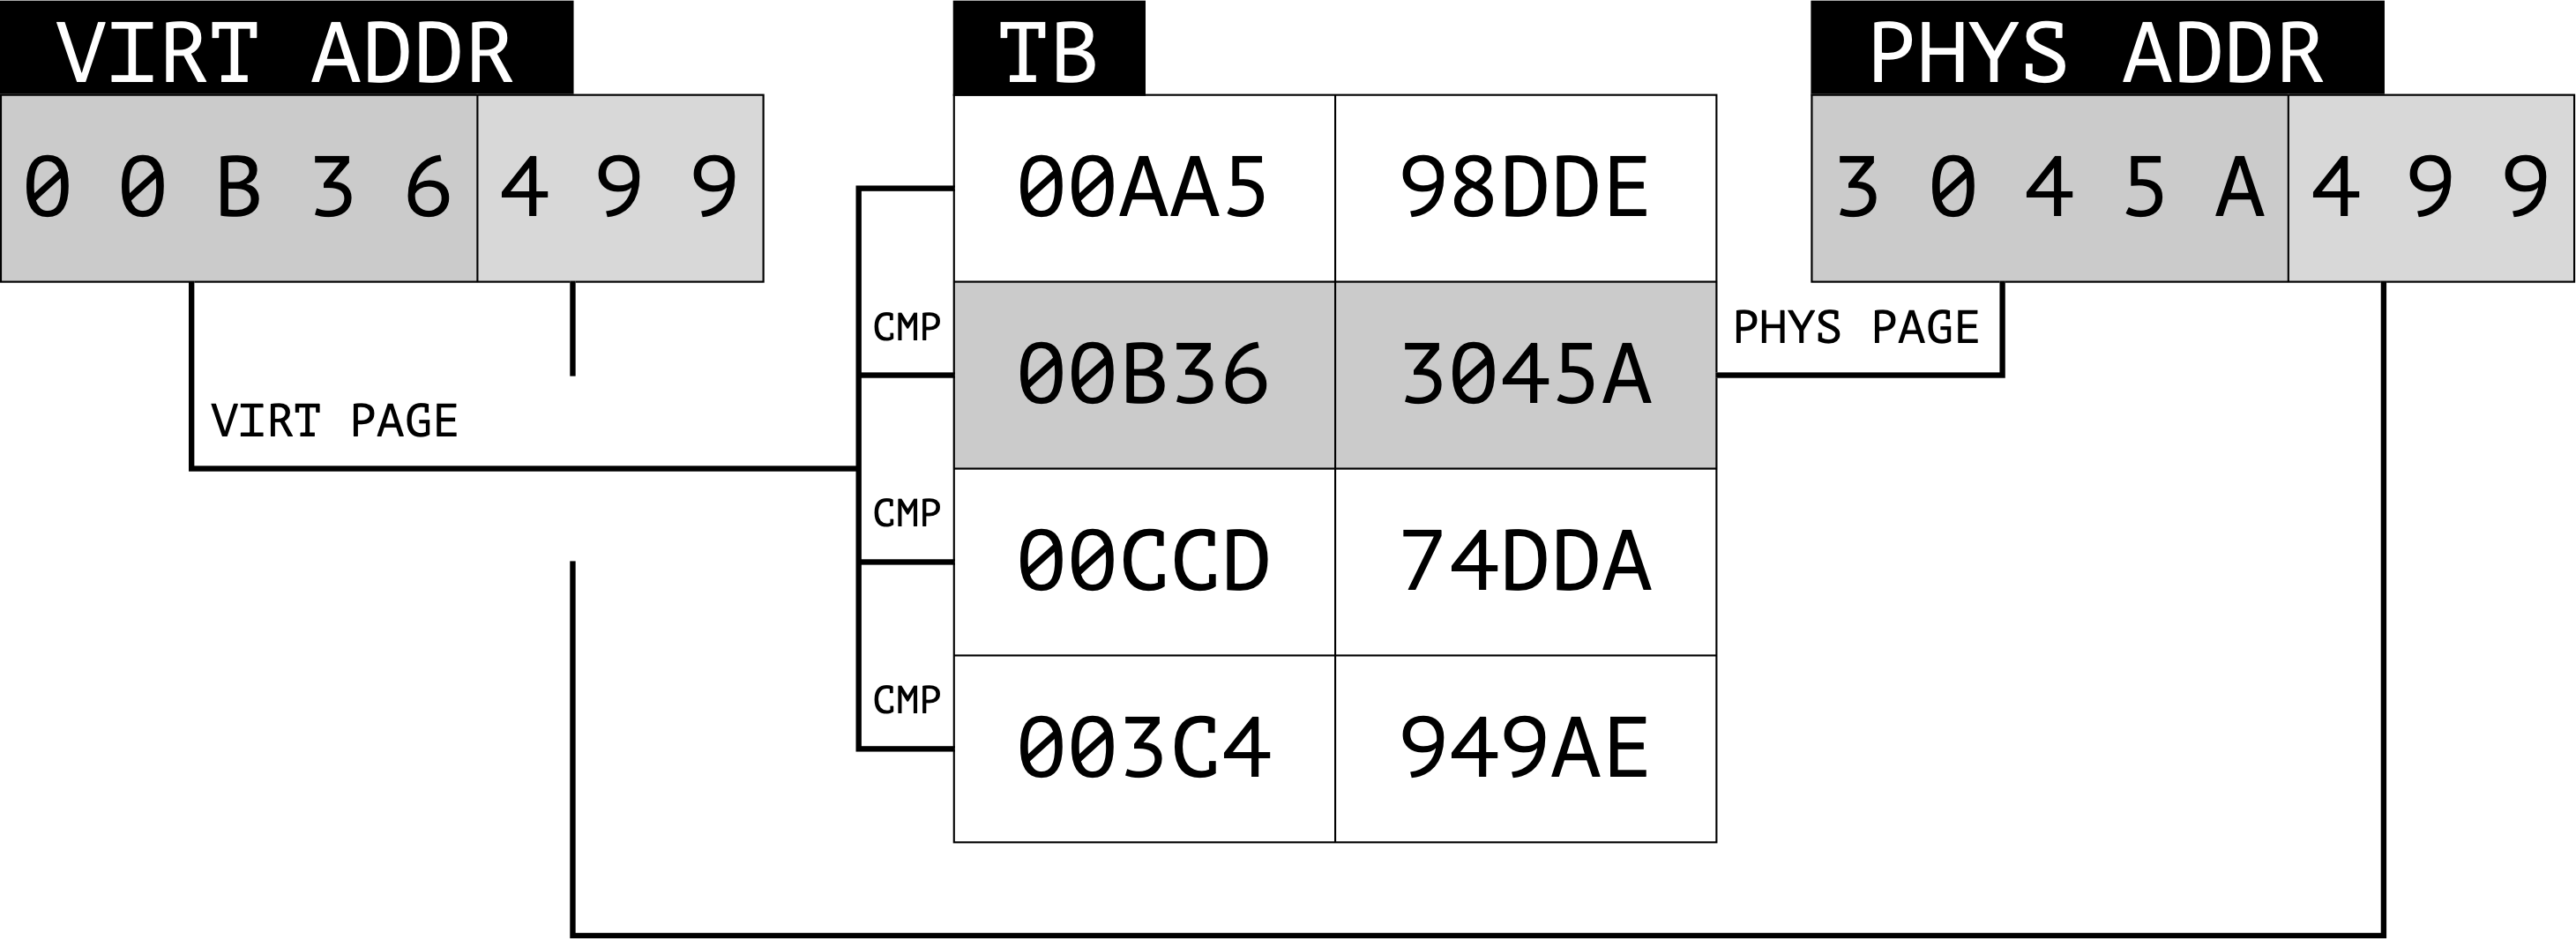 VIRT ADDR
0 0 B 3 6 4 9 9
VIRT PAGE
TB
CMP
CMP
CMP
00AA5 98DDE
00B36 3045A
00CCD 74DDA
003C4 949AE
PHYS ADDR
3 0 4 5 A 4 9 9
PHYS PAGE